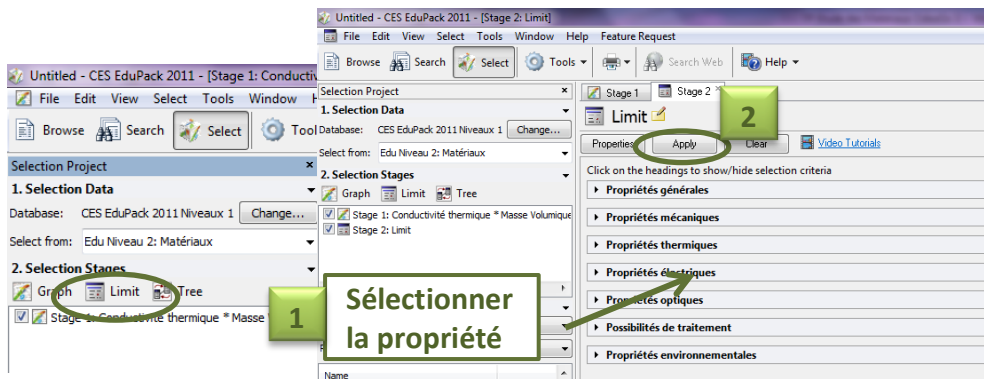 Untitled - CES EduPack 2011 - [Stage 1: Conductiv
File Edit View Select Tools Window H
Browse Search Select Tool
Selection Project
1. Selection Data
Database: CES EduPack 2011 Niveaux 1 Change...
Select from: Edu Niveau 2: Matériaux
2. Selection Stages
Graph Limit Tree
Stage 1: Conductivité thermique * Masse V
1
Untitled - CES EduPack 2011 - [Stage 2: Limit]
File Edit View Select Tools Window Help Feature Request
Browse Search Select Tools Search Web Help
Selection Project
1. Selection Data
Database: CES EduPack 2011 Niveaux 1 Change...
Select from: Edu Niveau 2: Matériaux
2. Selection Stages
Graph Limit Tree
Stage 1: Conductivité thermique * Masse Volumique
Stage 2: Limit
Name
Sélectionner
la propriété
Stage 1 Stage 2
Limit
2
Properties Apply Clear Video Tutorials
Click on the headings to show/hide selection criteria
Propriétés générales
Propriétés mécaniques
Propriétés thermiques
Propriétés électriques
Propriétés optiques
Possibilités de traitement
Propriétés environnementales